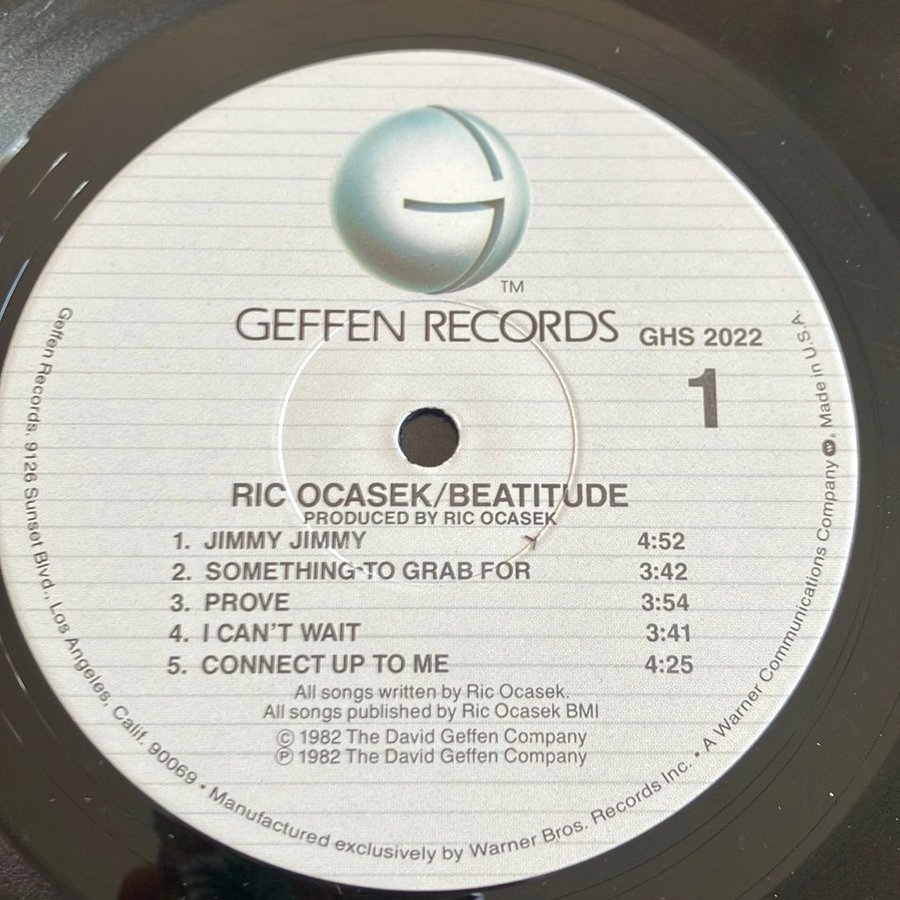 TM
GEFFEN RECORDS
GHS 2022
1
RIC OCASEK/BEATITUDE
PRODUCED BY RIC OCASEK
1. JIMMY JIMMY 4:52
2. SOMETHING TO GRAB FOR 3:42
3. PROVE 3:54
4. I CAN'T WAIT 3:41
5. CONNECT UP TO ME 4:25
All songs written by Ric Ocasek.
All songs published by Ric Ocasek BMI
© 1982 The David Geffen Company
℗ 1982 The David Geffen Company
Geffen Records, 9126 Sunset Blvd., Los Angeles, Calif. 90069 • Manufactured exclusively by Warner Bros. Records Inc. • A Warner Communications Company, Made in U.S.A.